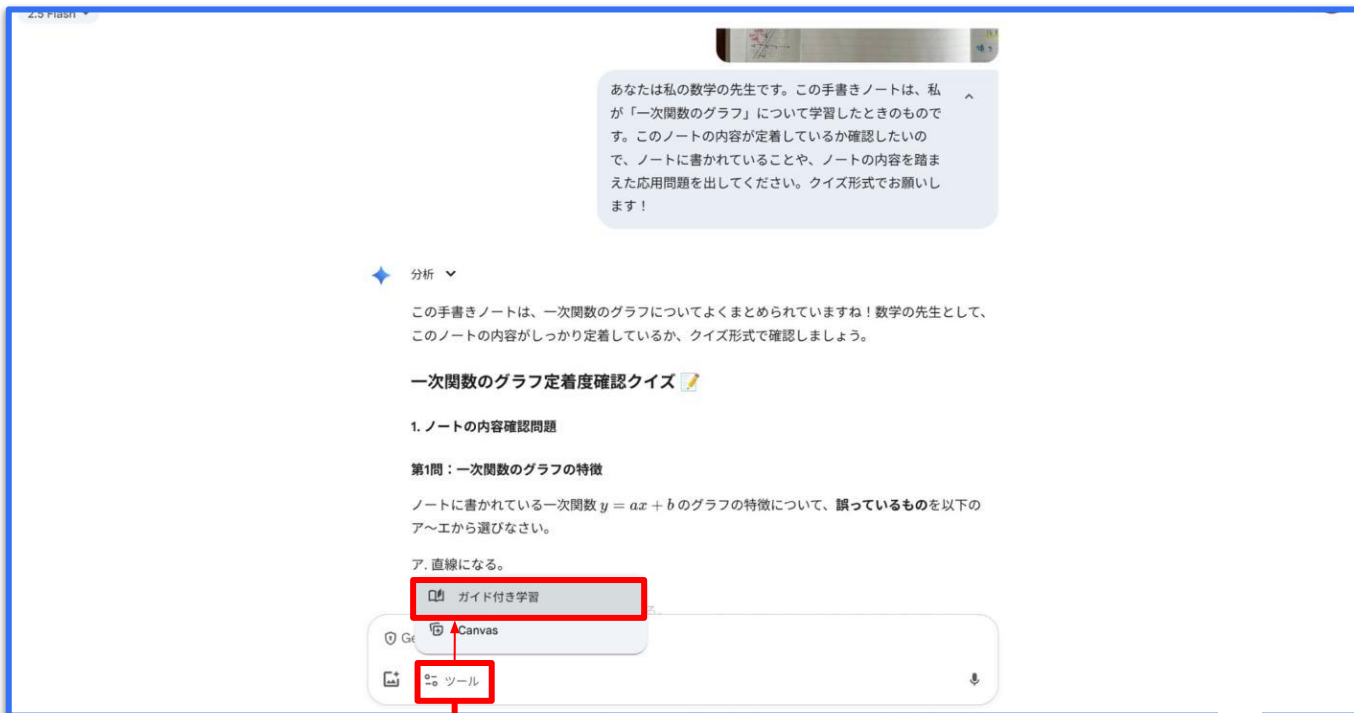 2.5 Flash
あなたは私の数学の先生です。この手書きノートは、私
が「一次関数のグラフ」について学習したときのもので
す。このノートの内容が定着しているか確認したいの
で、ノートに書かれていることや、ノートの内容を踏ま
えた応用問題を出してください。クイズ形式でお願いし
ます！
分析
この手書きノートは、一次関数のグラフについてよくまとめられていますね！数学の先生として、
このノートの内容がしっかり定着しているか、クイズ形式で確認しましょう。
一次関数のグラフ定着度確認クイズ 📝
1. ノートの内容確認問題
第1問：一次関数のグラフの特徴
ノートに書かれている一次関数 y = ax + b のグラフの特徴について、誤っているものを以下の
ア〜エから選びなさい。
ア. 直線になる。
ガイド付き学習
る。
Ge
Canvas
ツール